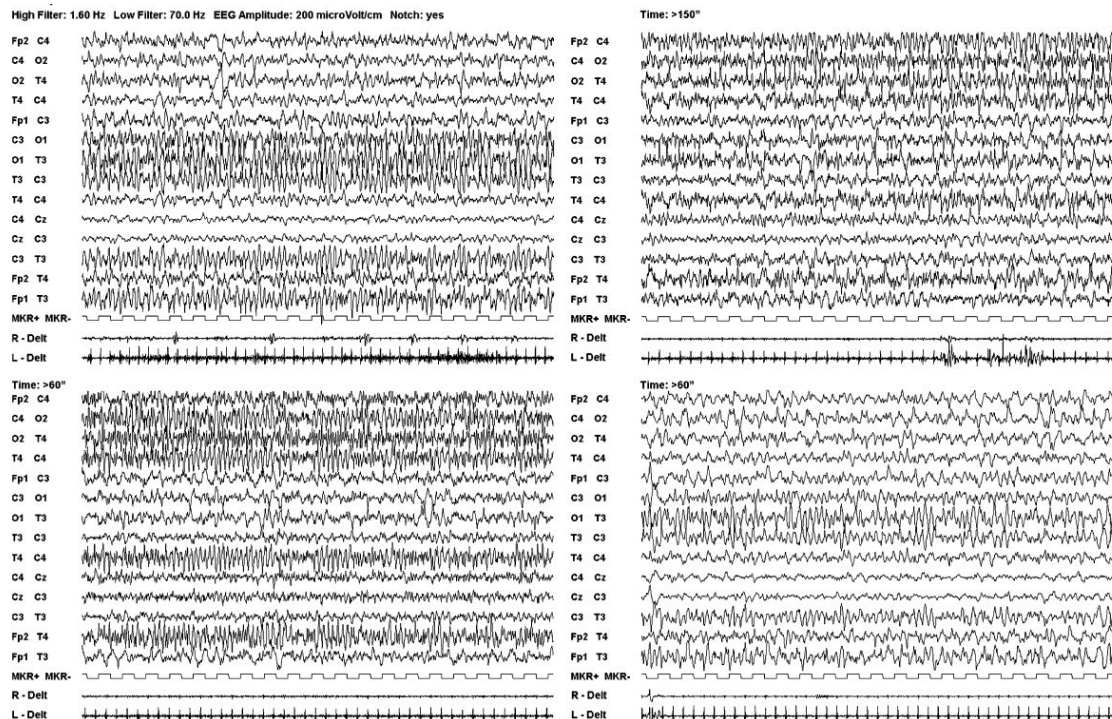 High Filter: 1.60 Hz Low Filter: 70.0 Hz EEG Amplitude: 200 microVolt/cm Notch: yes
Fp2 C4
C4 O2
O2 T4
T4 C4
Fp1 C3
C3 O1
O1 T3
T3 C3
T4 C4
C4 Cz
Cz C3
C3 T3
Fp2 T4
Fp1 T3
MKR+ MKR-
R - Delt
L - Delt
Time: >60"
Fp2 C4
C4 O2
O2 T4
T4 C4
Fp1 C3
C3 O1
O1 T3
T3 C3
T4 C4
C4 Cz
Cz C3
C3 T3
Fp2 T4
Fp1 T3
MKR+ MKR-
R - Delt
L - Delt
Time: >150"
Fp2 C4
C4 O2
O2 T4
T4 C4
Fp1 C3
C3 O1
O1 T3
T3 C3
T4 C4
C4 Cz
Cz C3
C3 T3
Fp2 T4
Fp1 T3
MKR+ MKR-
R - Delt
L - Delt
Time: >60"
Fp2 C4
C4 O2
O2 T4
T4 C4
Fp1 C3
C3 O1
O1 T3
T3 C3
T4 C4
C4 Cz
Cz C3
C3 T3
Fp2 T4
Fp1 T3
MKR+ MKR-
R - Delt
L - Delt